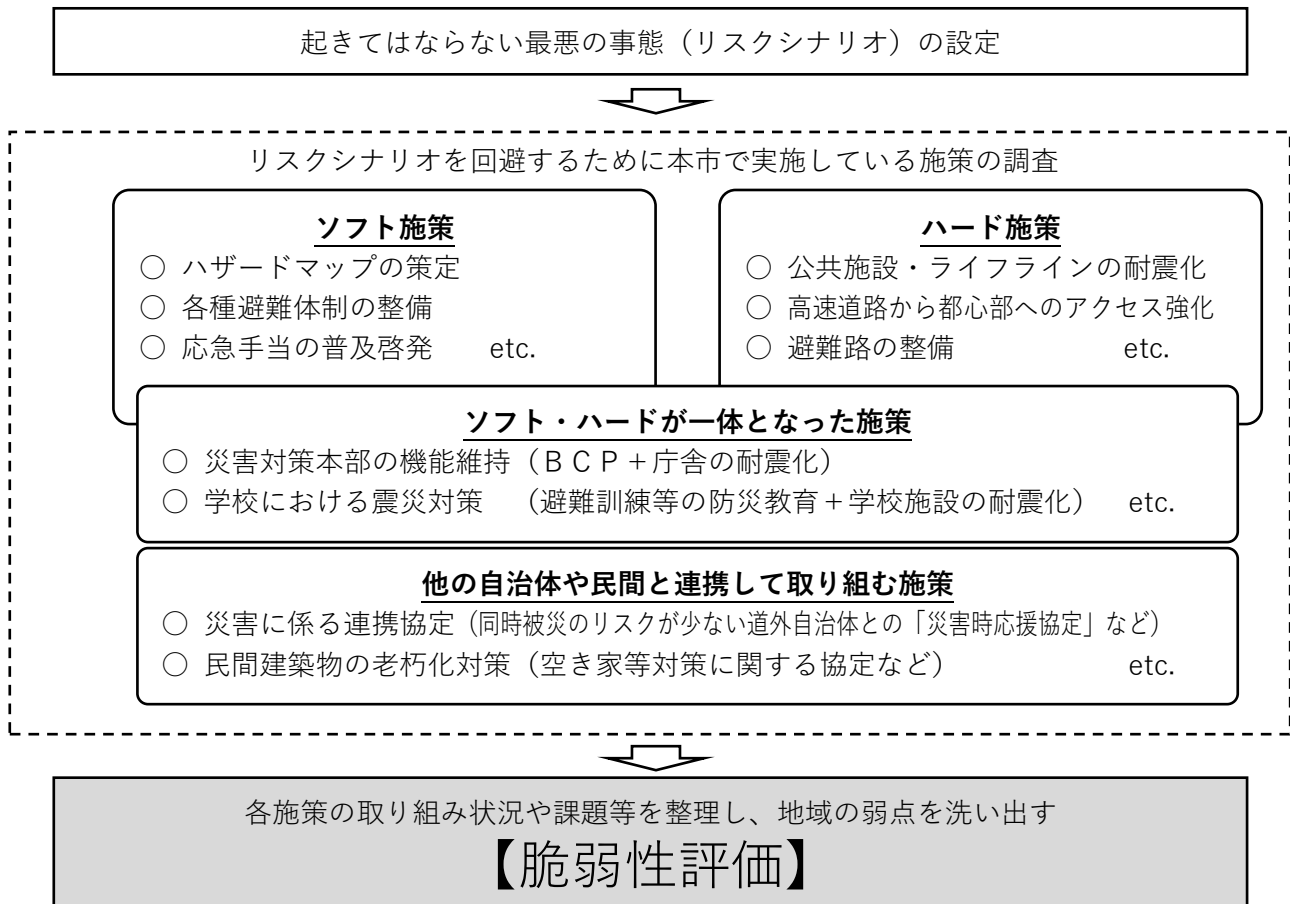 起きてはならない最悪の事態（リスクシナリオ）の設定
リスクシナリオを回避するために本市で実施している施策の調査
ソフト施策
○ ハザードマップの策定
○ 各種避難体制の整備
○ 応急手当の普及啓発 etc.
ハード施策
○ 公共施設・ライフラインの耐震化
○ 高速道路から都心部へのアクセス強化
○ 避難路の整備 etc.
ソフト・ハードが一体となった施策
○ 災害対策本部の機能維持（ＢＣＰ＋庁舎の耐震化）
○ 学校における震災対策 （避難訓練等の防災教育＋学校施設の耐震化） etc.
他の自治体や民間と連携して取り組む施策
○ 災害に係る連携協定（同時被災のリスクが少ない道外自治体との「災害時応援協定」など）
○ 民間建築物の老朽化対策（空き家等対策に関する協定など） etc.
各施策の取り組み状況や課題等を整理し、地域の弱点を洗い出す
【脆弱性評価】